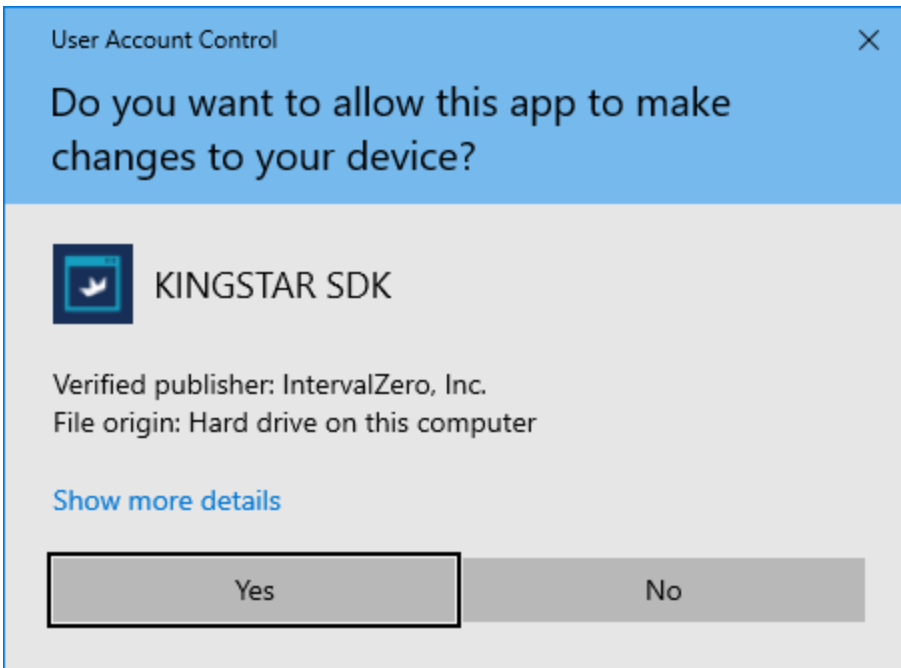 User Account Control
Do you want to allow this app to make
changes to your device?
KINGSTAR SDK
Verified publisher: IntervalZero, Inc.
File origin: Hard drive on this computer
Show more details
Yes
No